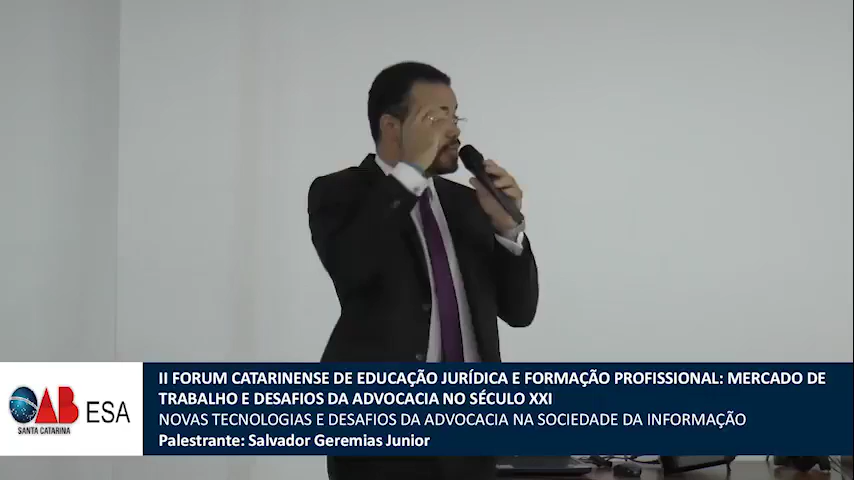 II FORUM CATARINENSE DE EDUCAÇÃO JURÍDICA E FORMAÇÃO PROFISSIONAL: MERCADO DE
TRABALHO E DESAFIOS DA ADVOCACIA NO SÉCULO XXI
NOVAS TECNOLOGIAS E DESAFIOS DA ADVOCACIA NA SOCIEDADE DA INFORMAÇÃO
Palestrante: Salvador Geremias Junior
OAB ESA
SANTA CATARINA